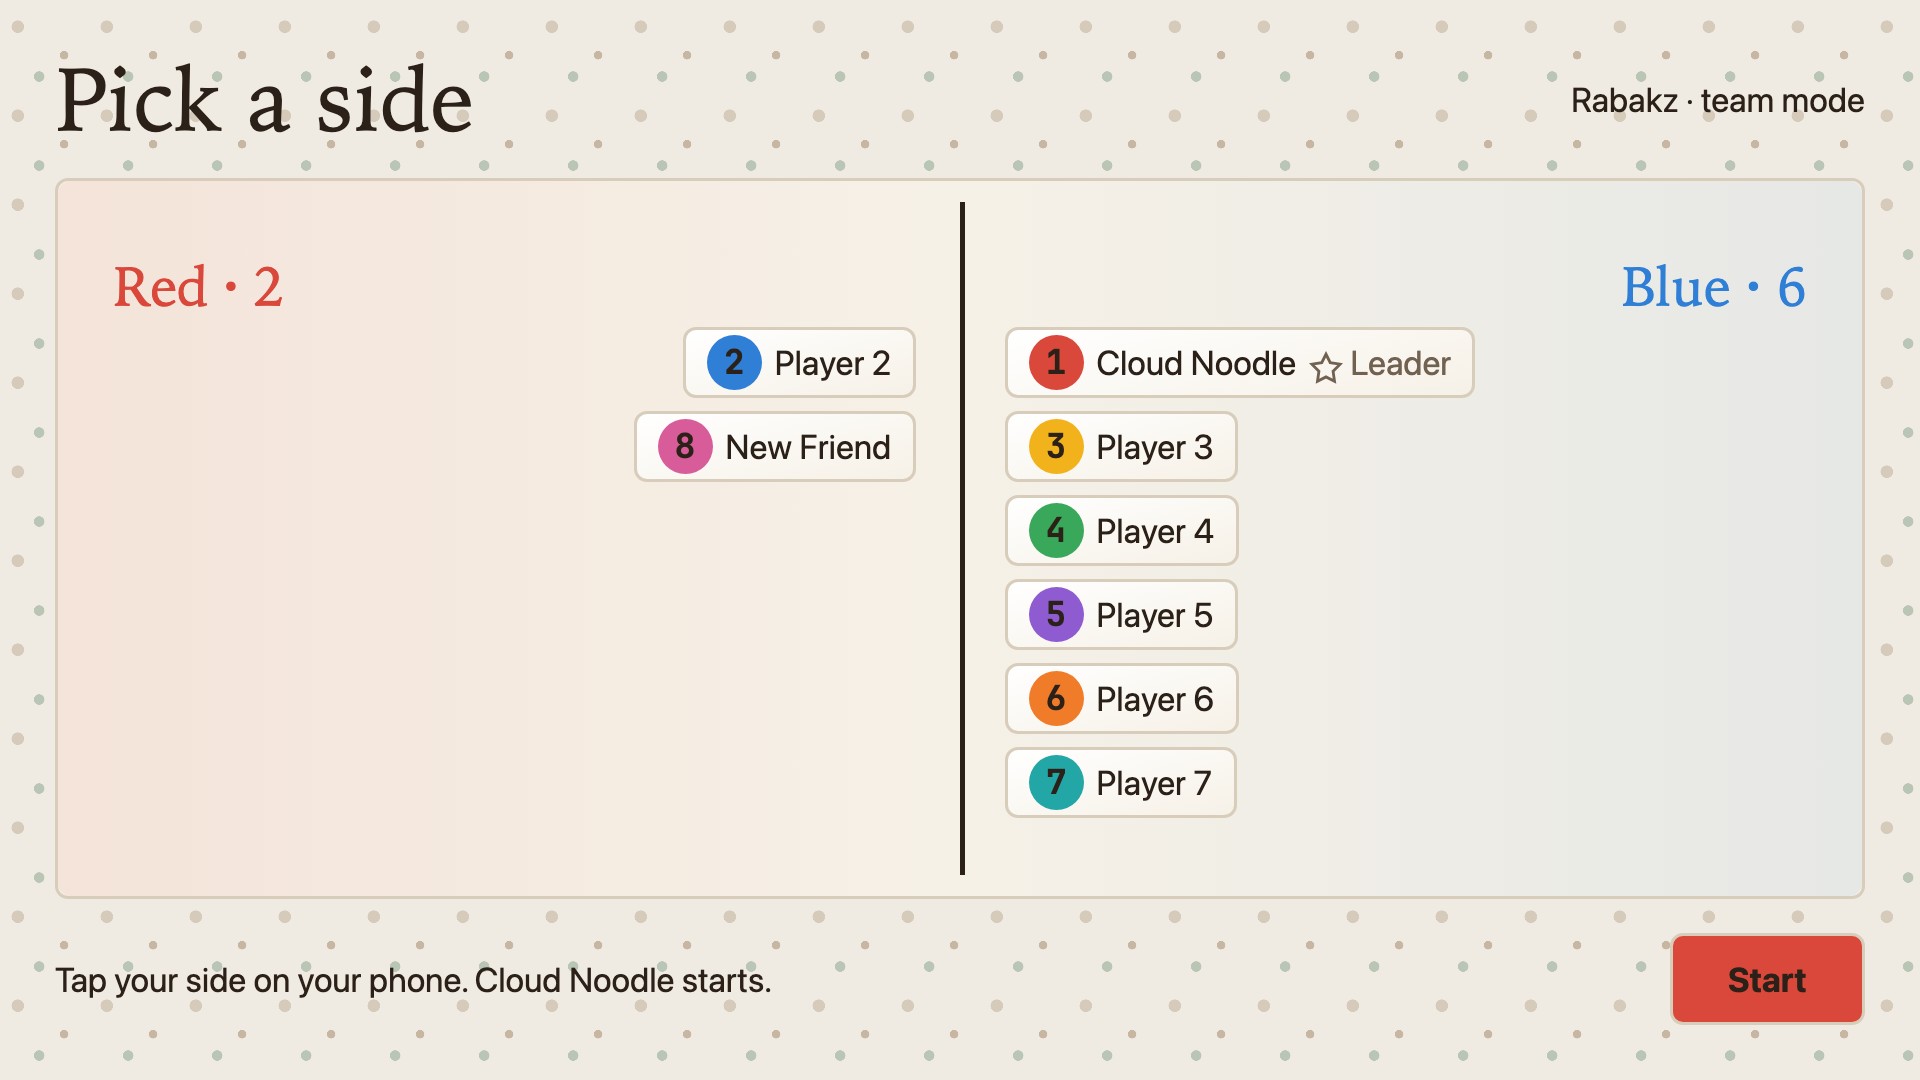 Pick a side
Rabakz · team mode
Red · 2
Blue · 6
2 Player 2
8 New Friend
1 Cloud Noodle ☆ Leader
3 Player 3
4 Player 4
5 Player 5
6 Player 6
7 Player 7
Tap your side on your phone. Cloud Noodle starts.
Start